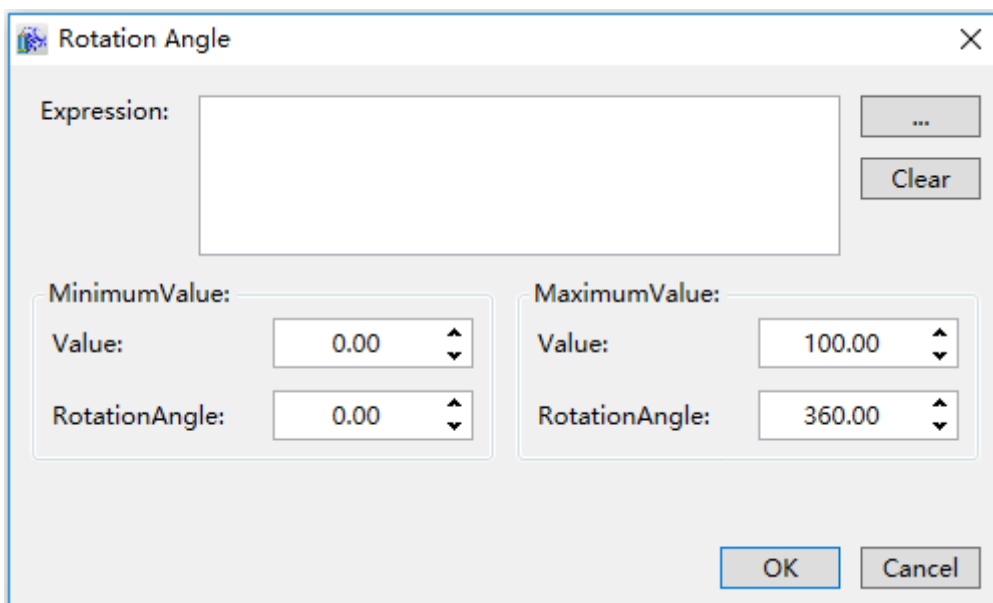 Rotation Angle
Expression:
...
Clear
MinimumValue:
MaximumValue:
Value: 0.00
Value: 100.00
RotationAngle: 0.00
RotationAngle: 360.00
OK
Cancel